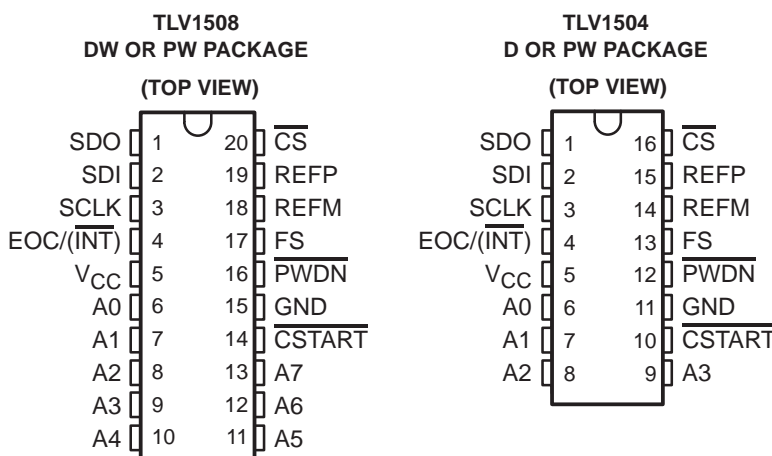 TLV1508
DW OR PW PACKAGE
(TOP VIEW)
SDO 1 20 CS
SDI 2 19 REFP
SCLK 3 18 REFM
EOC/(INT) 4 17 FS
VCC 5 16 PWDN
A0 6 15 GND
A1 7 14 CSTART
A2 8 13 A7
A3 9 12 A6
A4 10 11 A5
TLV1504
D OR PW PACKAGE
(TOP VIEW)
SDO 1 16 CS
SDI 2 15 REFP
SCLK 3 14 REFM
EOC/(INT) 4 13 FS
VCC 5 12 PWDN
A0 6 11 GND
A1 7 10 CSTART
A2 8 9 A3